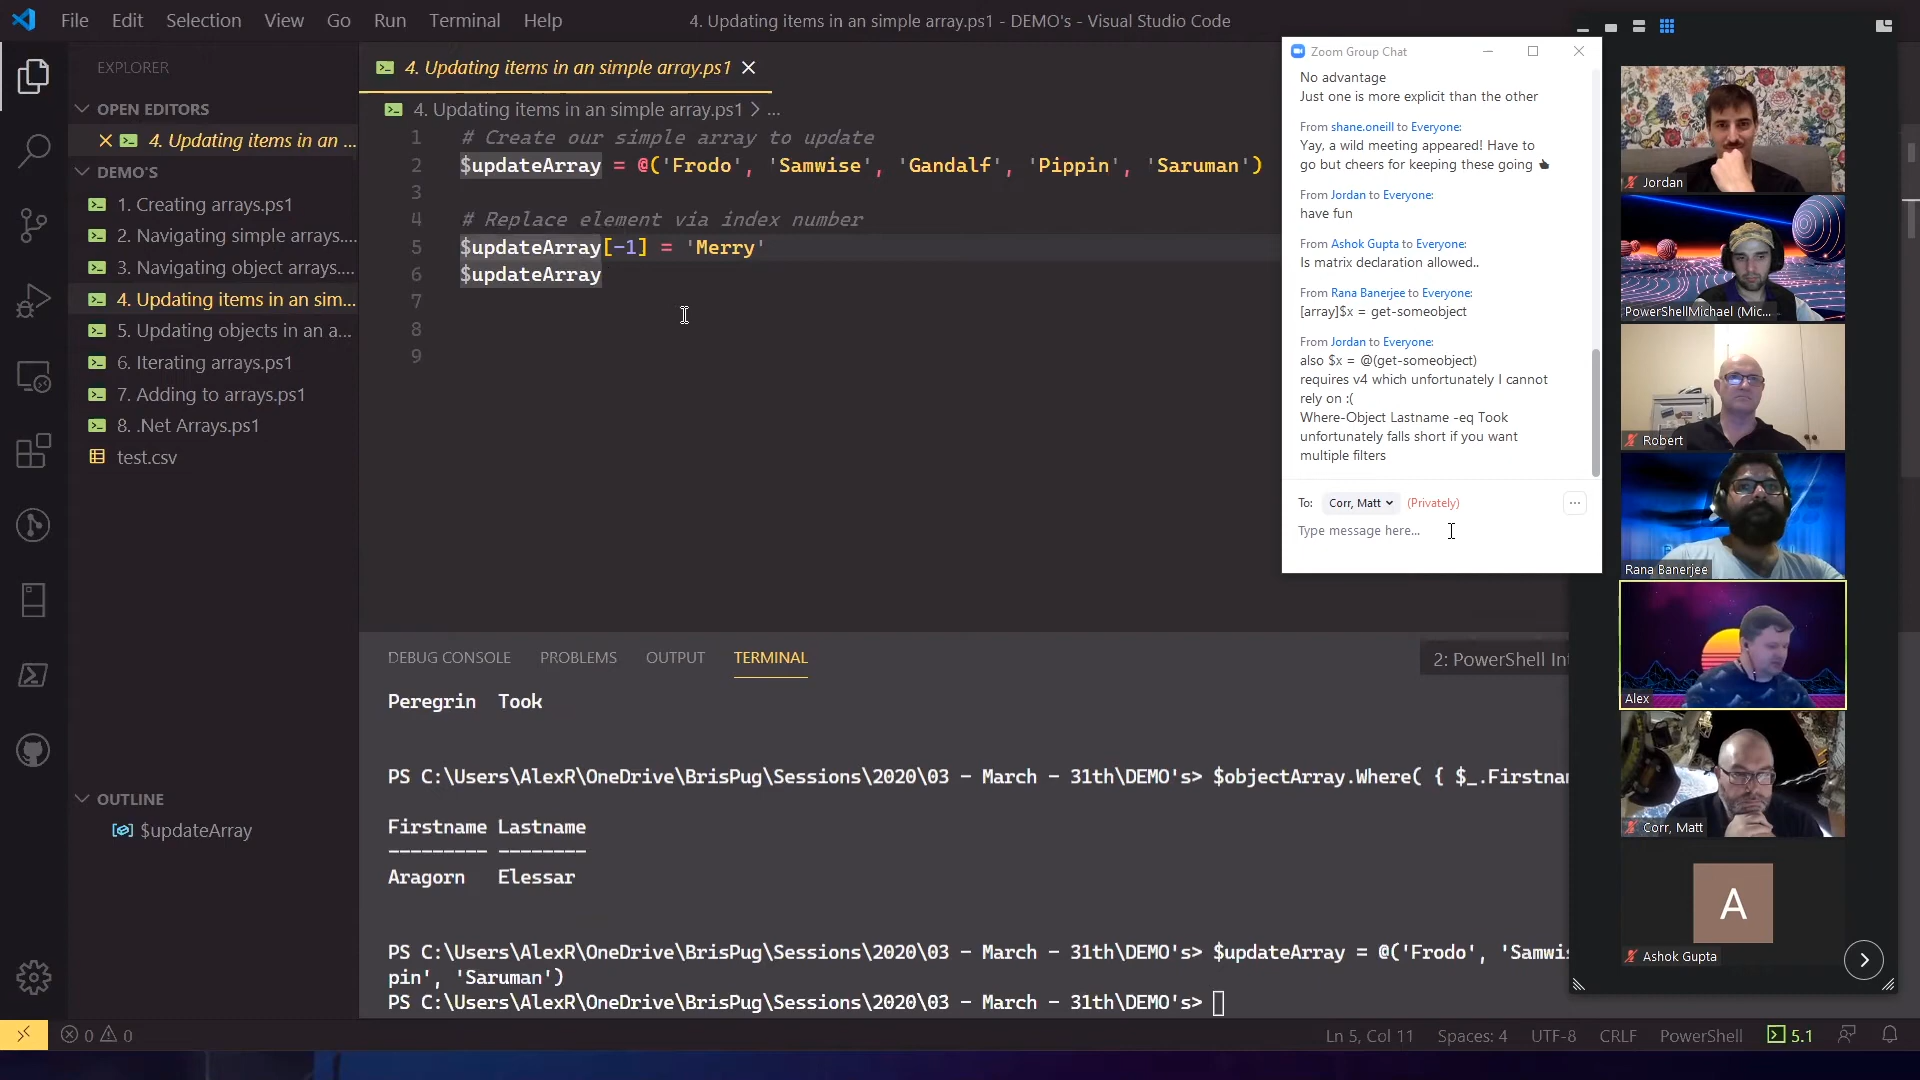 File Edit Selection View Go Run Terminal Help
4. Updating items in an simple array.ps1 - DEMO's - Visual Studio Code
EXPLORER
OPEN EDITORS
4. Updating items in an ...
DEMO'S
1. Creating arrays.ps1
2. Navigating simple arrays....
3. Navigating object arrays....
4. Updating items in an sim...
5. Updating objects in an a...
6. Iterating arrays.ps1
7. Adding to arrays.ps1
8. .Net Arrays.ps1
test.csv
OUTLINE
$updateArray
4. Updating items in an simple array.ps1
4. Updating items in an simple array.ps1 > ...
1 # Create our simple array to update
2 $updateArray = @('Frodo', 'Samwise', 'Gandalf', 'Pippin', 'Saruman')
3
4 # Replace element via index number
5 $updateArray[-1] = 'Merry'
6 $updateArray
7
8
9
DEBUG CONSOLE PROBLEMS OUTPUT TERMINAL
2: PowerShell Int
Peregrin Took
PS C:\Users\AlexR\OneDrive\BrisPug\Sessions\2020\03 - March - 31th\DEMO's> $objectArray.Where( { $_.Firstnam
Firstname Lastname
--------- --------
Aragorn Elessar
PS C:\Users\AlexR\OneDrive\BrisPug\Sessions\2020\03 - March - 31th\DEMO's> $updateArray = @('Frodo', 'Samwis
pin', 'Saruman')
PS C:\Users\AlexR\OneDrive\BrisPug\Sessions\2020\03 - March - 31th\DEMO's>
0 0
Ln 5, Col 11 Spaces: 4 UTF-8 CRLF PowerShell 5.1
Zoom Group Chat
No advantage
Just one is more explicit than the other
From shane.oneill to Everyone:
Yay, a wild meeting appeared! Have to
go but cheers for keeping these going
From Jordan to Everyone:
have fun
From Ashok Gupta to Everyone:
Is matrix declaration allowed..
From Rana Banerjee to Everyone:
[array]$x = get-someobject
From Jordan to Everyone:
also $x = @(get-someobject)
requires v4 which unfortunately I cannot
rely on :(
Where-Object Lastname -eq Took
unfortunately falls short if you want
multiple filters
To: Corr, Matt (Privately)
Type message here...
Jordan
PowerShellMichael (Mic...
Robert
Rana Banerjee
Alex
Corr, Matt
A
Ashok Gupta